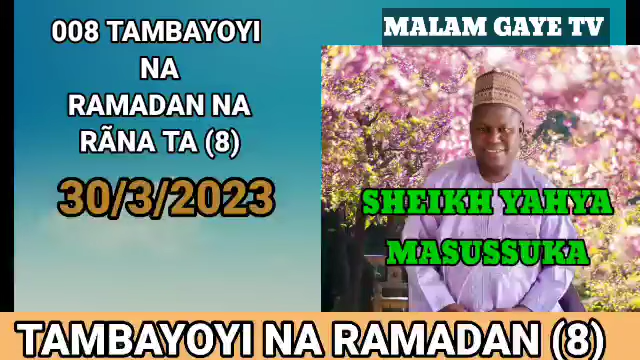 008 TAMBAYOYI
NA
RAMADAN NA
RÃNA TA (8)
30/3/2023
MALAM GAYE TV
SHEIKH YAHYA
MASUSSUKA
TAMBAYOYI NA RAMADAN (8)